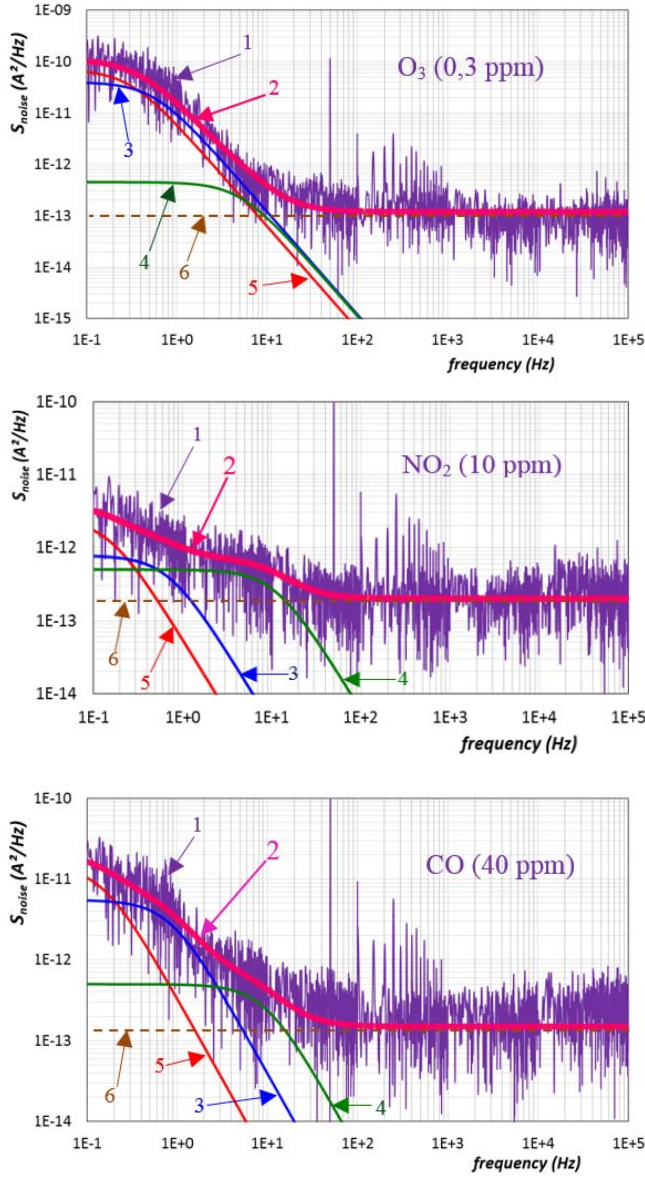 S_noise (A²/Hz)
1E-09
1E-10
1E-11
1E-12
1E-13
1E-14
1E-15
O₃ (0,3 ppm)
1
2
3
4
6
5
1E-1 1E+0 1E+1 1E+2 1E+3 1E+4 1E+5
frequency (Hz)
S_noise (A²/Hz)
1E-10
1E-11
1E-12
1E-13
1E-14
NO₂ (10 ppm)
1
2
6
5
3
4
1E-1 1E+0 1E+1 1E+2 1E+3 1E+4 1E+5
frequency (Hz)
S_noise (A²/Hz)
1E-10
1E-11
1E-12
1E-13
1E-14
CO (40 ppm)
1
2
6
5
3
4
1E-1 1E+0 1E+1 1E+2 1E+3 1E+4 1E+5
frequency (Hz)